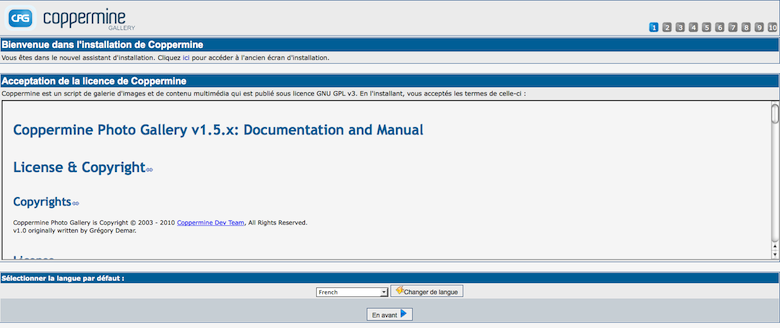 CPG coppermine
GALLERY
1 2 3 4 5 6 7 8 9 10
Bienvenue dans l'installation de Coppermine
Vous êtes dans le nouvel assistant d'installation. Cliquez ici pour accéder à l'ancien écran d'installation.
Acceptation de la licence de Coppermine
Coppermine est un script de galerie d'images et de contenu multimédia qui est publié sous licence GNU GPL v3. En l'installant, vous acceptés les termes de celle-ci :
Coppermine Photo Gallery v1.5.x: Documentation and Manual
License & Copyright
Copyrights
Coppermine Photo Gallery is Copyright © 2003 - 2010 Coppermine Dev Team, All Rights Reserved.
v1.0 originally written by Grégory Demar.
License
Sélectionner la langue par défaut :
French Changer de langue
En avant